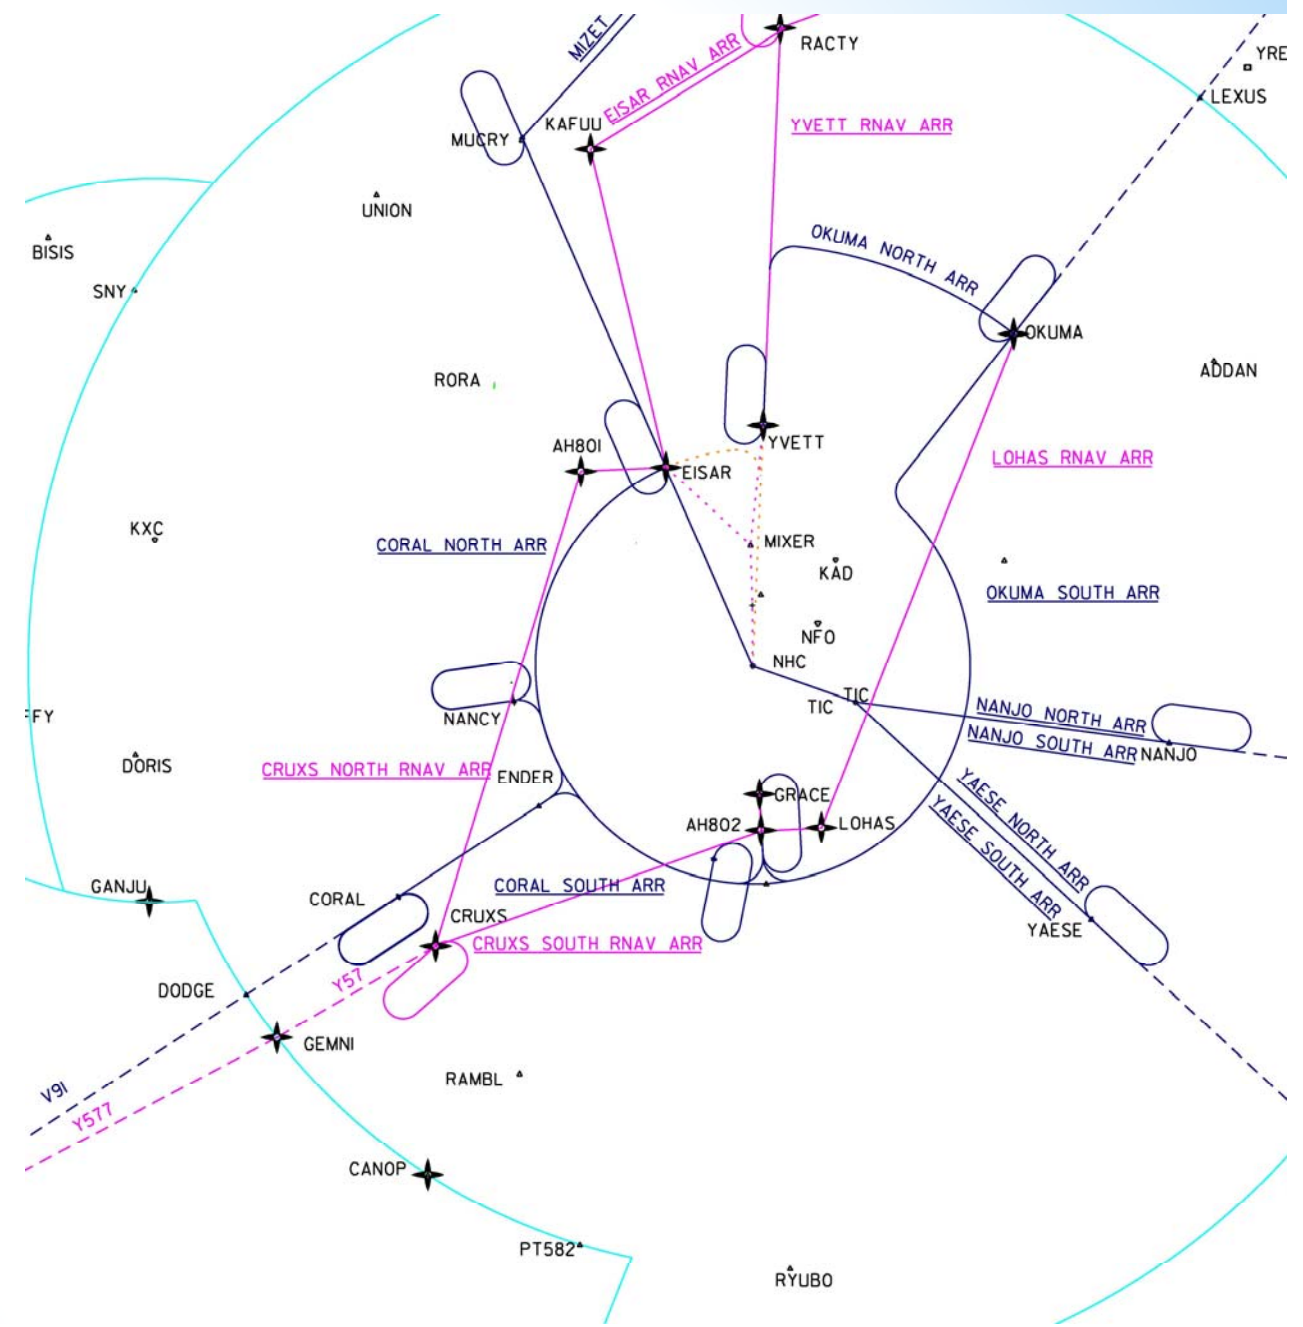 MIZET
RACTY
YRE
EISAR RNAV ARR
LEXUS
KAFUU
YVETT RNAV ARR
MUCRY
UNION
OKUMA NORTH ARR
BISIS
SNY
OKUMA
ADDAN
RORA
YVETT
AH801
LOHAS RNAV ARR
EISAR
KXC
CORAL NORTH ARR
MIXER
KAD
OKUMA SOUTH ARR
NFO
NHC
TIC
TIC
FFY
NANCY
NANJO NORTH ARR
NANJO SOUTH ARR
NANJO
DORIS
CRUXS NORTH RNAV ARR
ENDER
GRACE
YAESE NORTH ARR
YAESE SOUTH ARR
AH802
LOHAS
GANJU
CORAL
CORAL SOUTH ARR
CRUXS
YAESE
CRUXS SOUTH RNAV ARR
Y57
DODGE
GEMNI
RAMBL
V91
Y577
CANOP
PT582
RYUBO